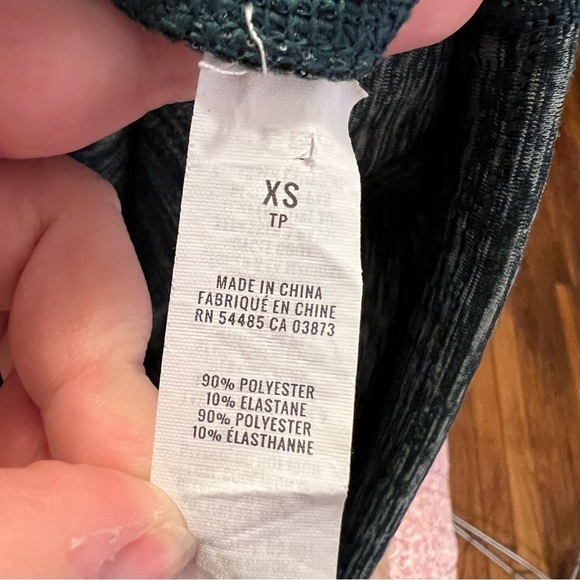 XS
TP
MADE IN CHINA
FABRIQUÉ EN CHINE
RN 54485 CA 03873
90% POLYESTER
10% ELASTANE
90% POLYESTER
10% ÉLASTHANNE